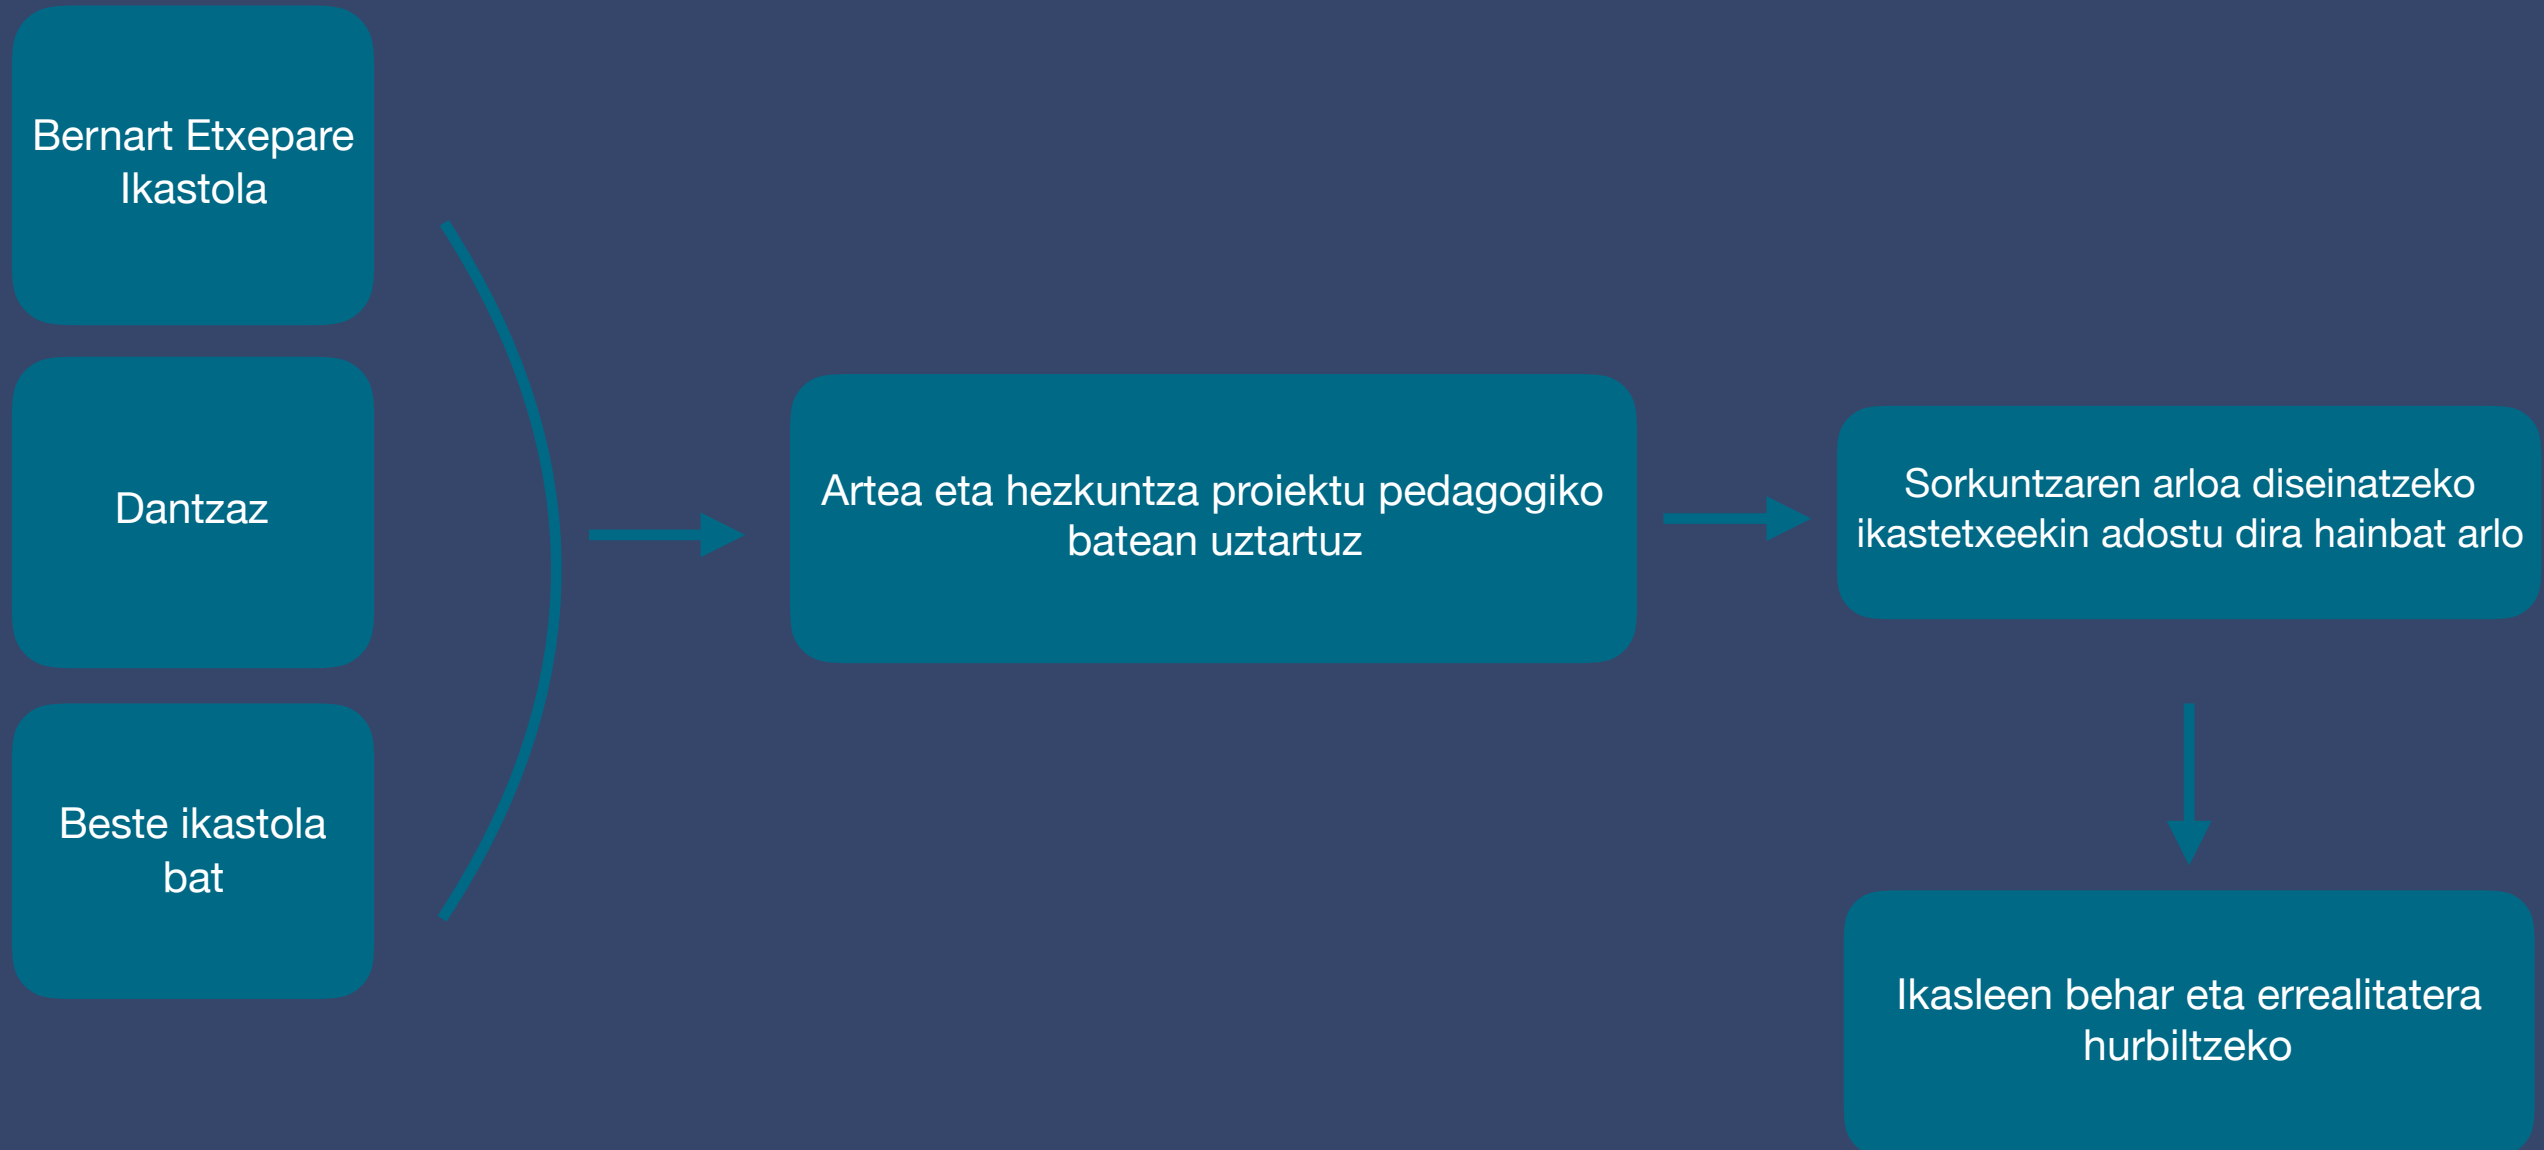 Bernart Etxepare
Ikastola
Dantzaz
Beste ikastola
bat
Artea eta hezkuntza proiektu pedagogiko
batean uztartuz
Sorkuntzaren arloa diseinatzeko
ikastetxeekin adostu dira hainbat arlo
Ikasleen behar eta errealitatera
hurbiltzeko